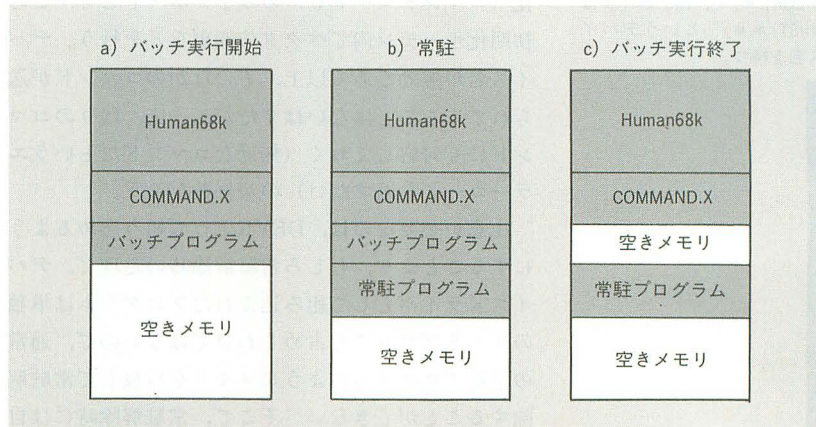 a) バッチ実行開始
Human68k
COMMAND.X
バッチプログラム
空きメモリ
b) 常駐
Human68k
COMMAND.X
バッチプログラム
常駐プログラム
空きメモリ
c) バッチ実行終了
Human68k
COMMAND.X
空きメモリ
常駐プログラム
空きメモリ